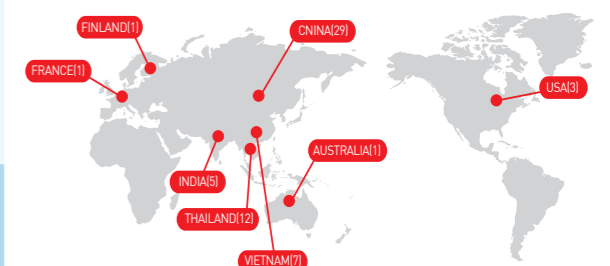 FINLAND(1)
CNINA(29)
FRANCE(1)
USA(3)
AUSTRALIA(1)
INDIA(5)
THAILAND(12)
VIETNAM(7)